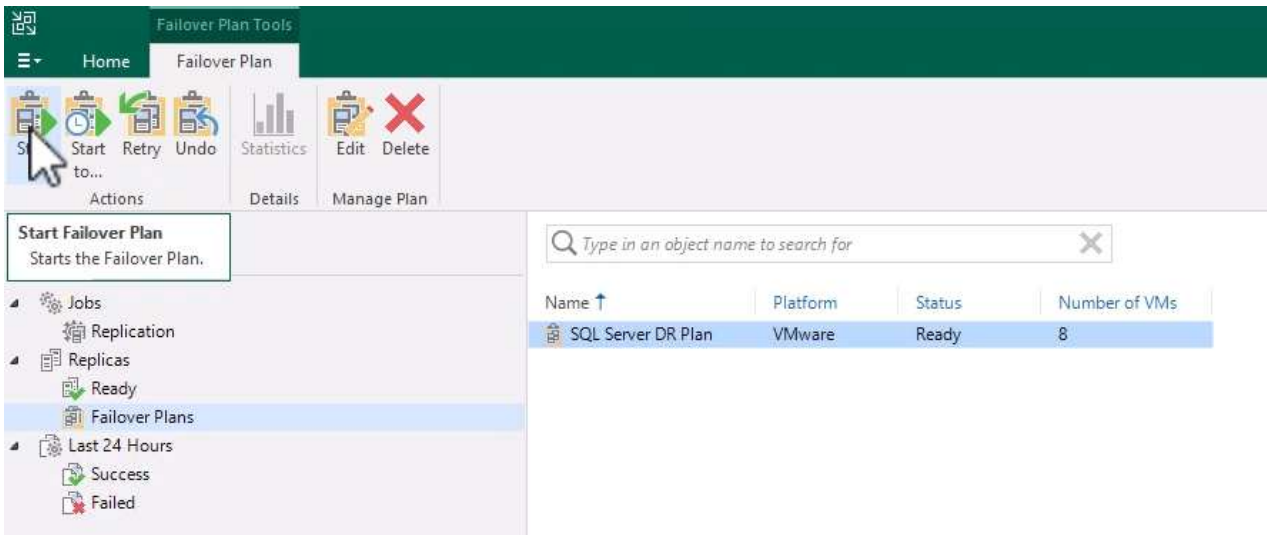 Failover Plan Tools
Home Failover Plan
Start Retry Undo Statistics Edit Delete
to...
Actions Details Manage Plan
Start Failover Plan
Starts the Failover Plan.
Type in an object name to search for
Jobs
Replication
Replicas
Ready
Failover Plans
Last 24 Hours
Success
Failed
Name Platform Status Number of VMs
SQL Server DR Plan VMware Ready 8